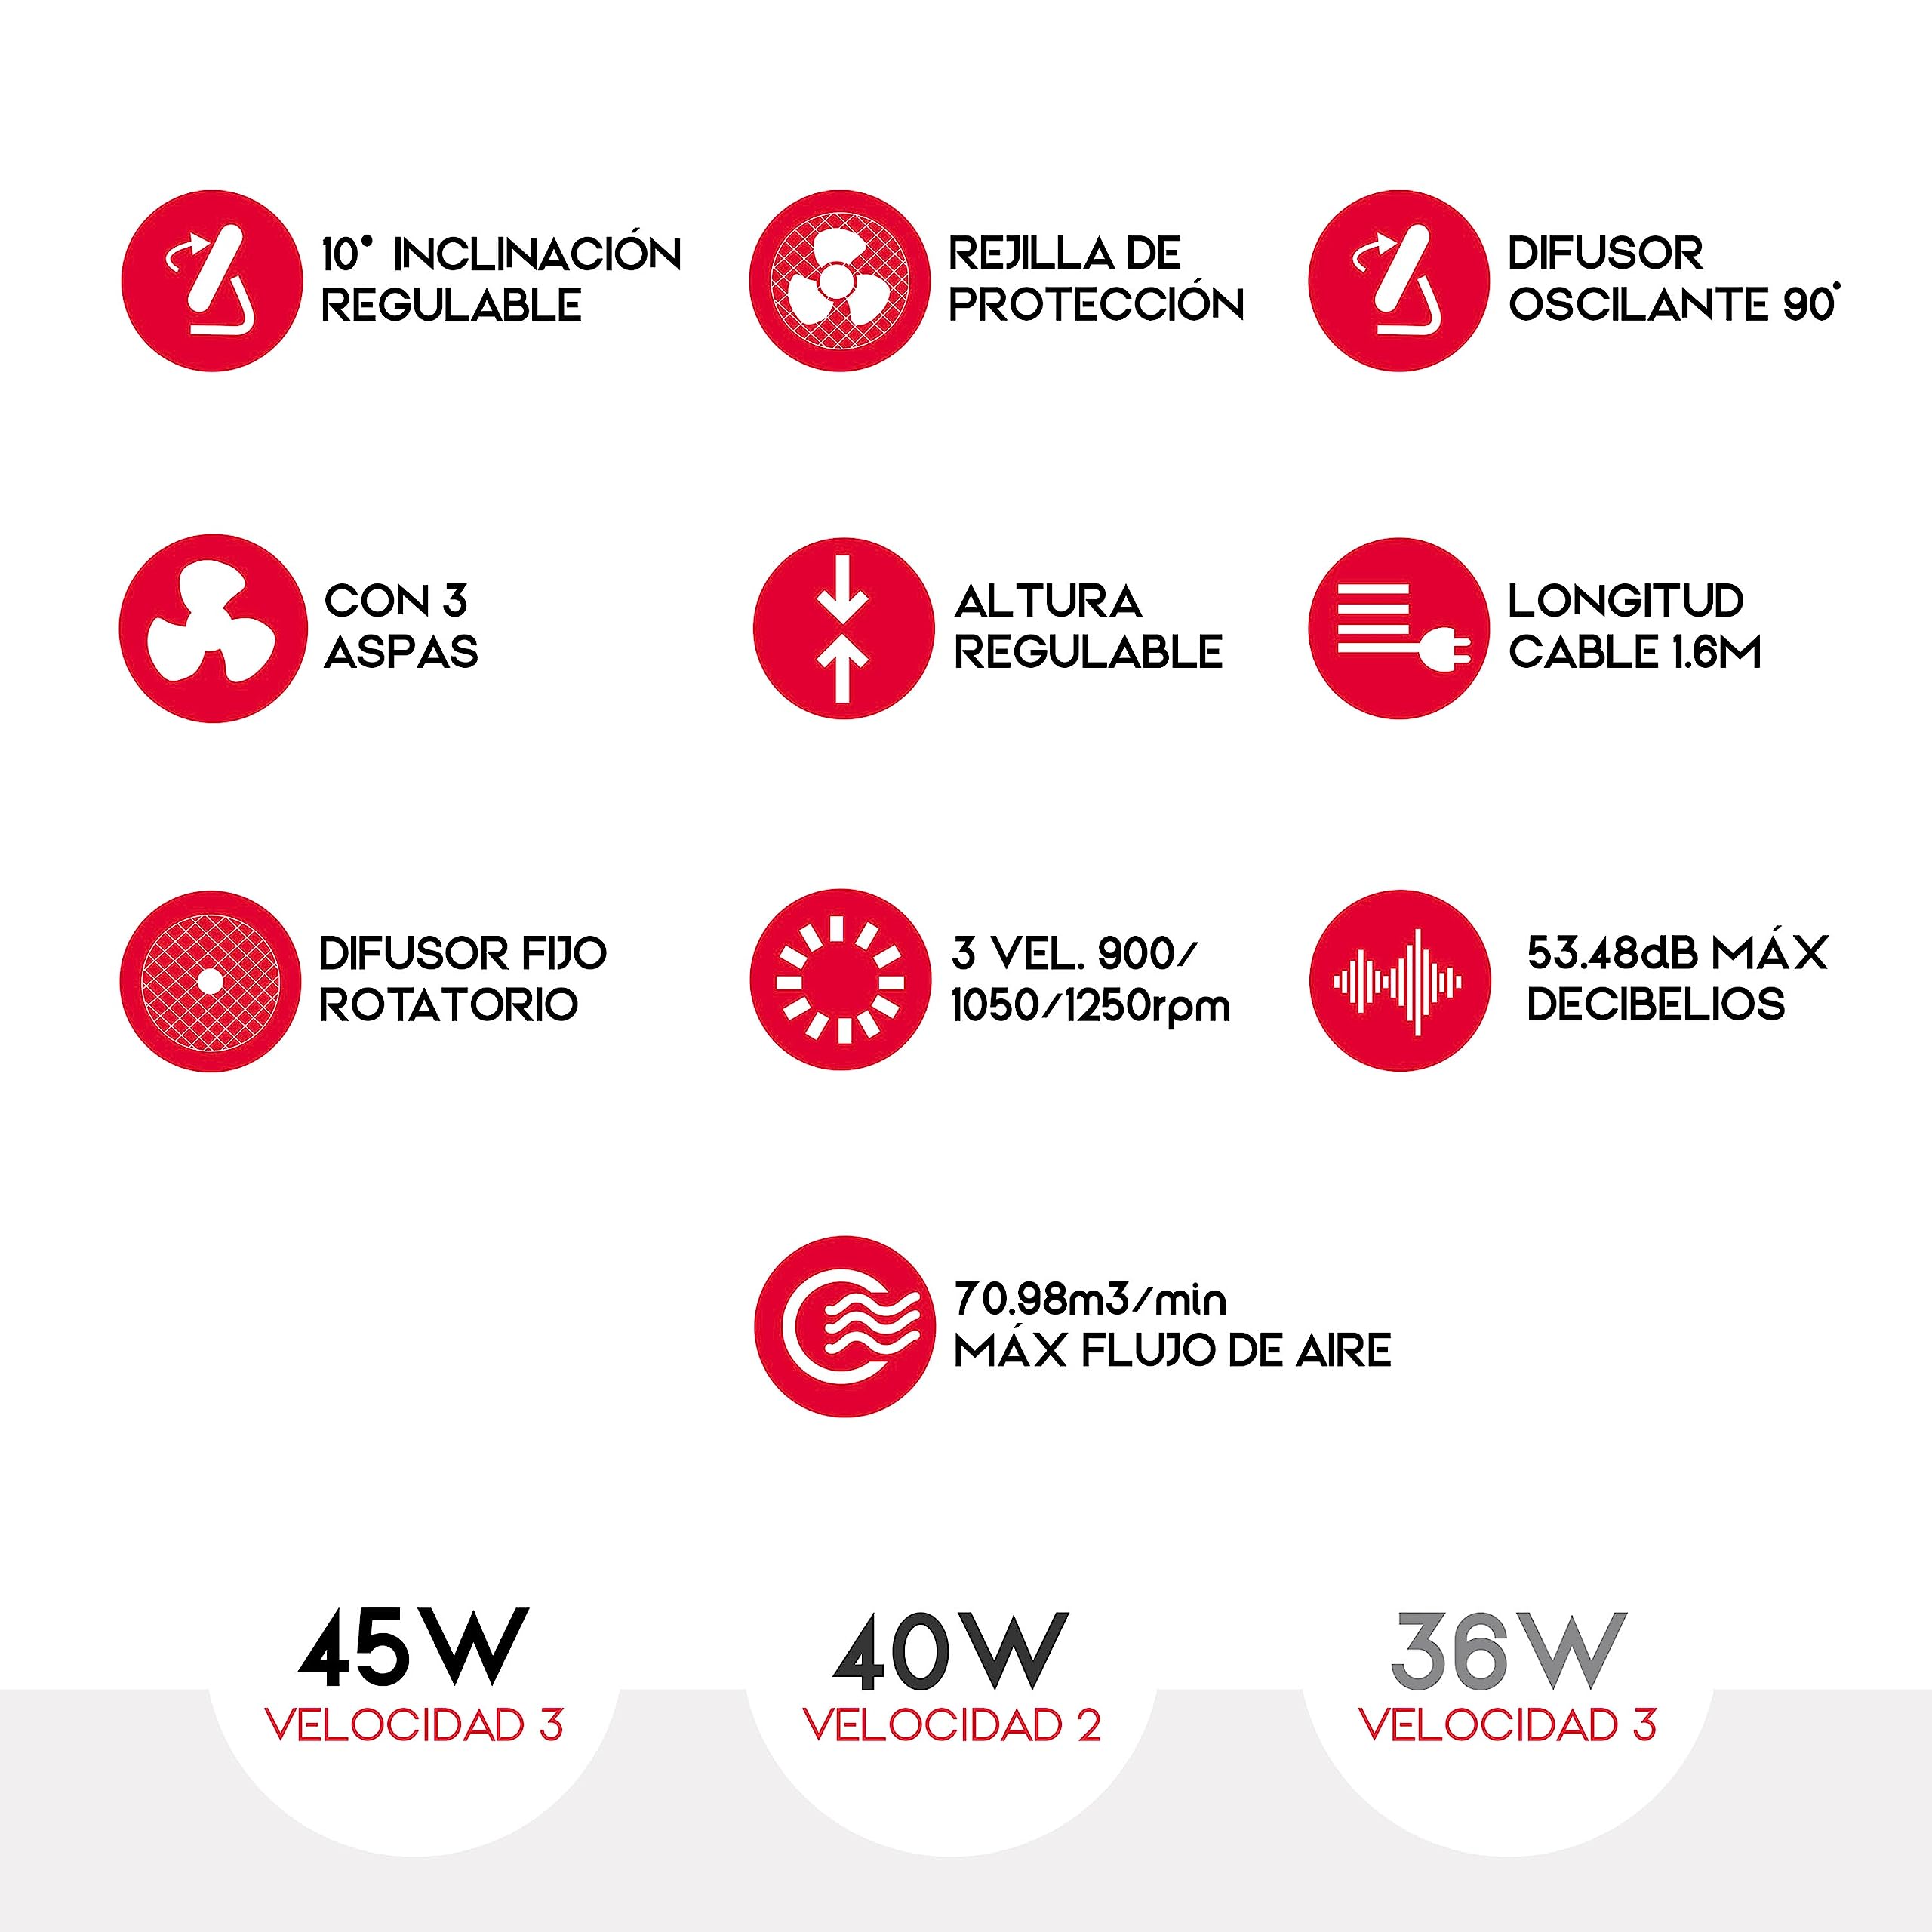 10° INCLINACIÓN
REGULABLE
REJILLA DE
PROTECCIÓN
DIFUSOR
OSCILANTE 90°
CON 3
ASPAS
ALTURA
REGULABLE
LONGITUD
CABLE 1.6M
DIFUSOR FIJO
ROTATORIO
3 VEL. 900/
1050/1250rpm
53.48dB MÁX
DECIBELIOS
70.98m3/min
MÁX FLUJO DE AIRE
45W
VELOCIDAD 3
40W
VELOCIDAD 2
36W
VELOCIDAD 3